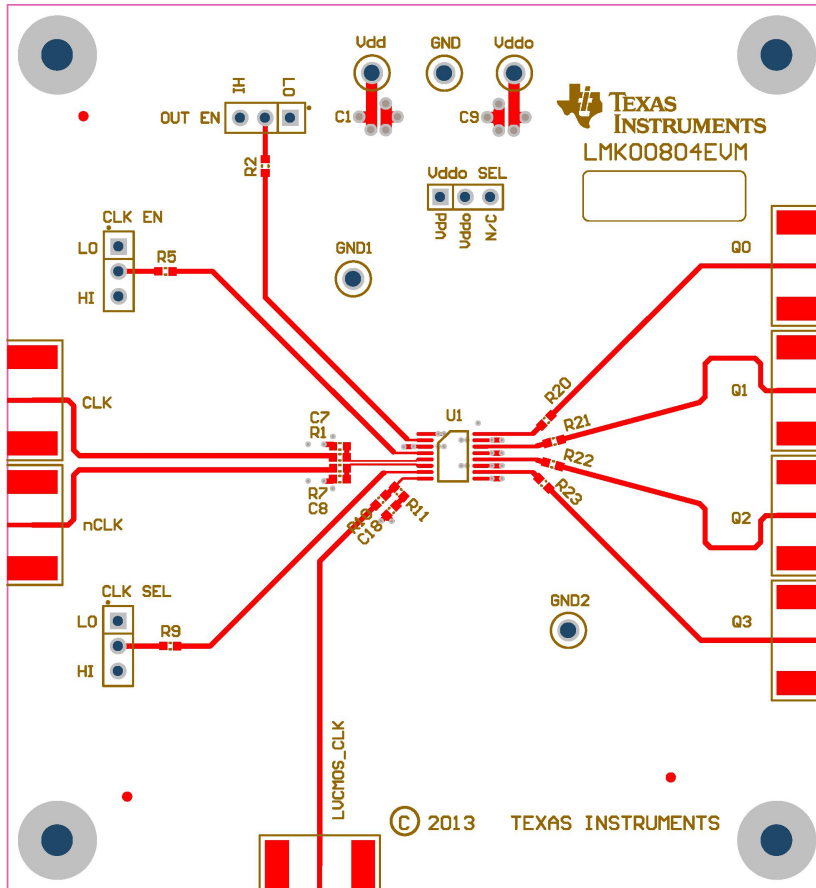 Vdd
GND
Vddo
HI
LO
OUT EN
C1
C9
TEXAS
INSTRUMENTS
LMK00804EVM
R2
Vddo SEL
Vdd
Vddo
N/C
CLK EN
LO
HI
R5
GND1
Q0
CLK
C7
R1
U1
R20
R21
Q1
R22
R23
R7
C8
R11
C18
nCLK
Q2
CLK SEL
LO
HI
R9
GND2
Q3
LVCMOS_CLK
C 2013 TEXAS INSTRUMENTS